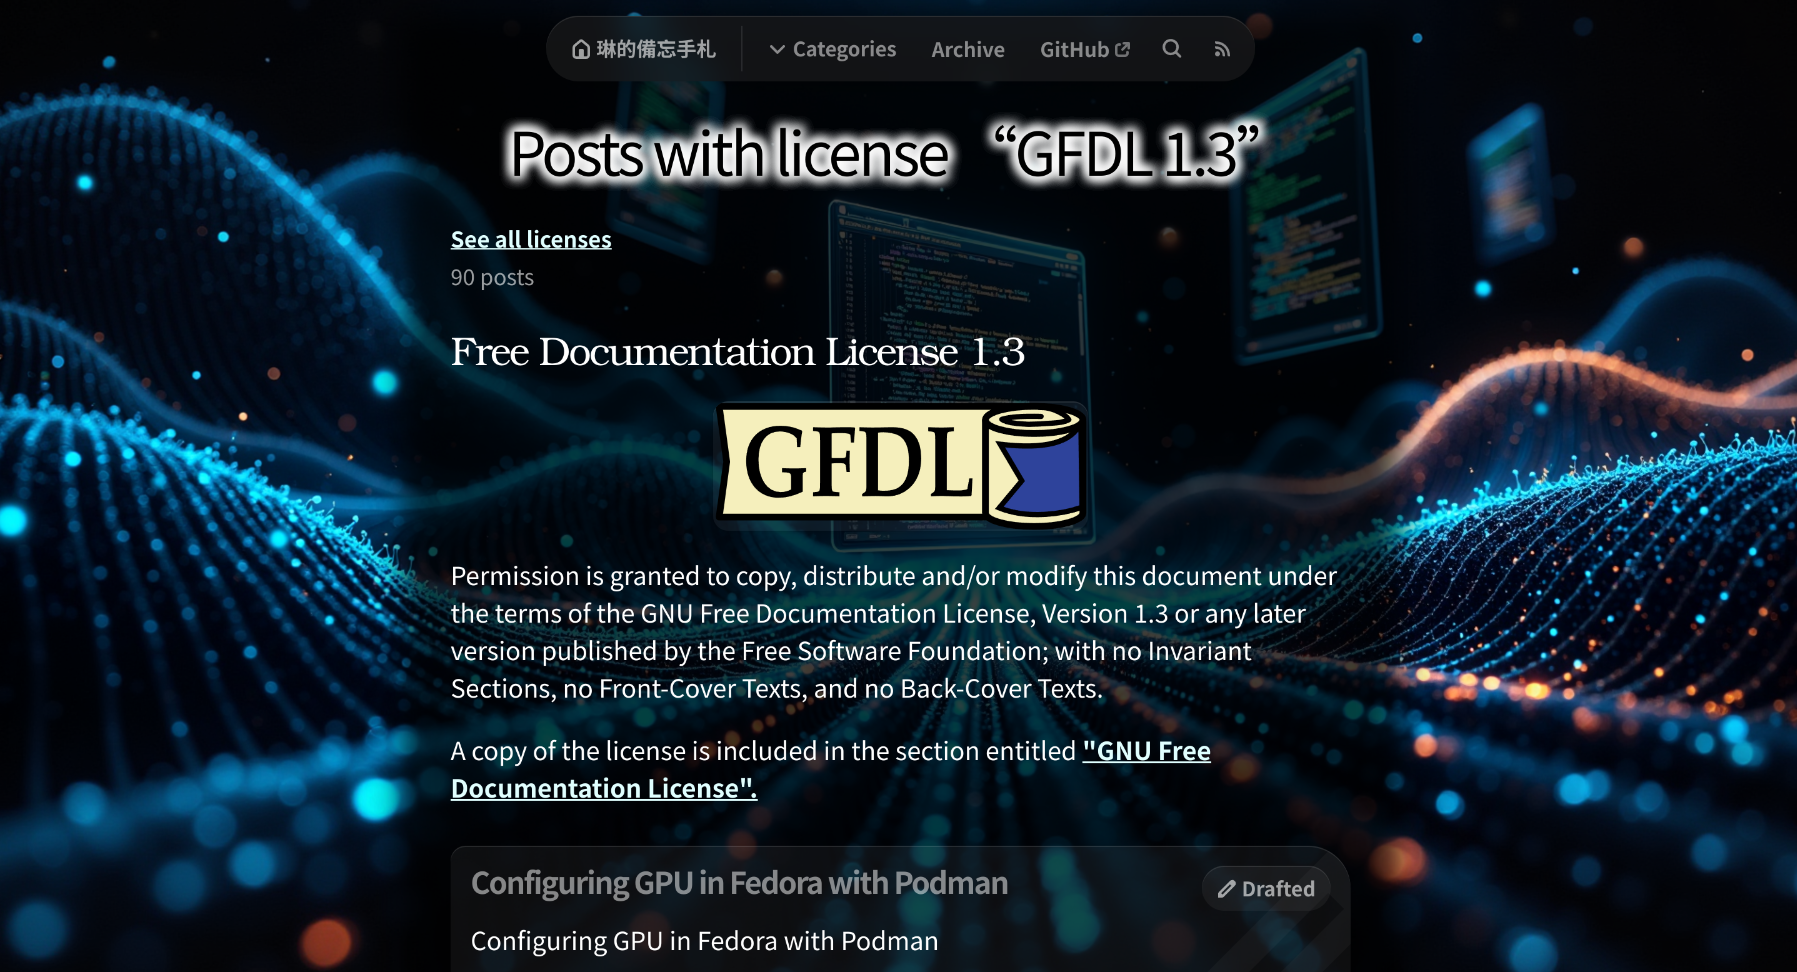 琳的備忘手札
Categories
Archive
GitHub
Posts with license “GFDL 1.3”
See all licenses
90 posts
Free Documentation License 1.3
GFDL
Permission is granted to copy, distribute and/or modify this document under
the terms of the GNU Free Documentation License, Version 1.3 or any later
version published by the Free Software Foundation; with no Invariant
Sections, no Front-Cover Texts, and no Back-Cover Texts.
A copy of the license is included in the section entitled "GNU Free
Documentation License".
Configuring GPU in Fedora with Podman
Drafted
Configuring GPU in Fedora with Podman